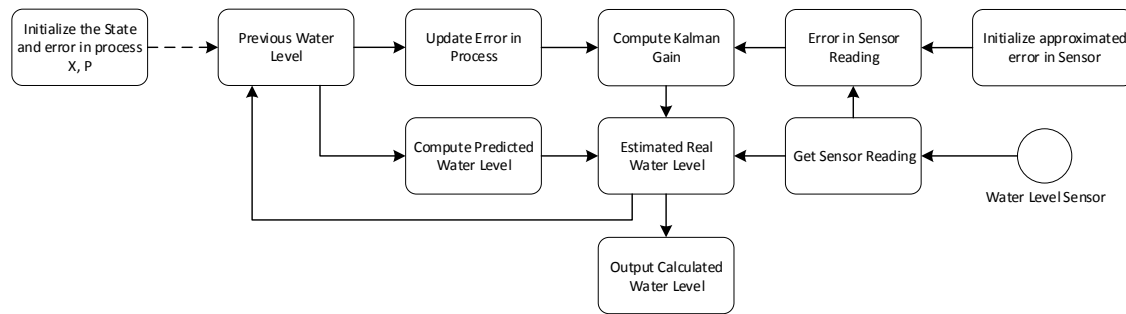 Initialize the State
and error in process
X, P
Previous Water
Level
Update Error in
Process
Compute Kalman
Gain
Error in Sensor
Reading
Initialize approximated
error in Sensor
Compute Predicted
Water Level
Estimated Real
Water Level
Get Sensor Reading
Water Level Sensor
Output Calculated
Water Level